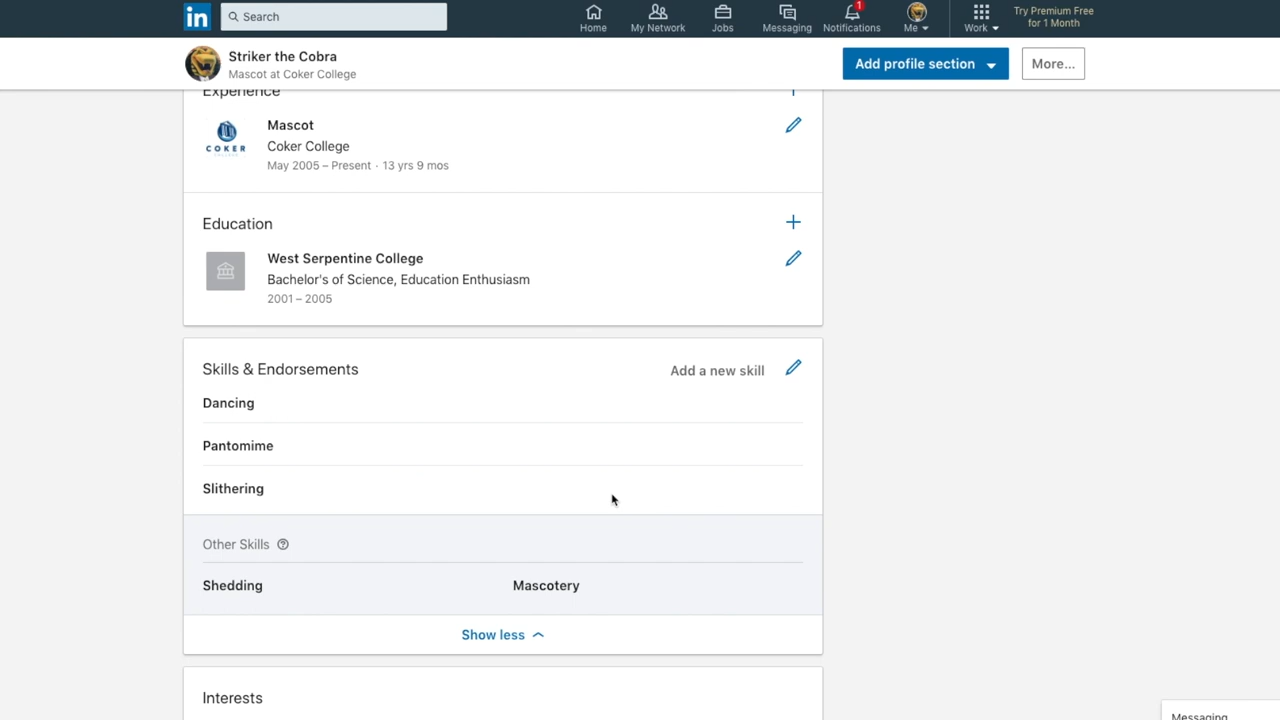 in
Search
Home
My Network
Jobs
Messaging
1
Notifications
Me
Work
Try Premium Free
for 1 Month
Striker the Cobra
Mascot at Coker College
Add profile section
More...
Experience
Mascot
Coker College
May 2005 – Present · 13 yrs 9 mos
COKER
COLLEGE
Education
West Serpentine College
Bachelor's of Science, Education Enthusiasm
2001 – 2005
Skills & Endorsements
Add a new skill
Dancing
Pantomime
Slithering
Other Skills ?
Shedding
Mascotery
Show less
Interests
Messaging